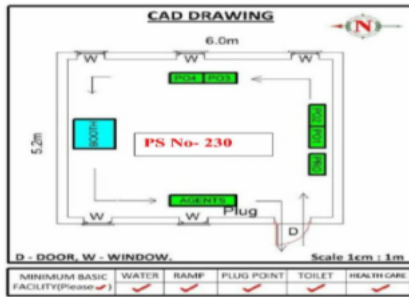 CAD DRAWING
N
6.0m
W W W
PO4 PO3
5.2m
BOOTH
PS No- 230
PO2
PO1
PRO
AGENTS
Plug
W W
D
D - DOOR, W - WINDOW. Scale 1cm : 1m
MINIMUM BASIC FACILITY(Please✓) WATER RAMP PLUG POINT TOILET HEALTH CARE
✓ ✓ ✓ ✓ ✓